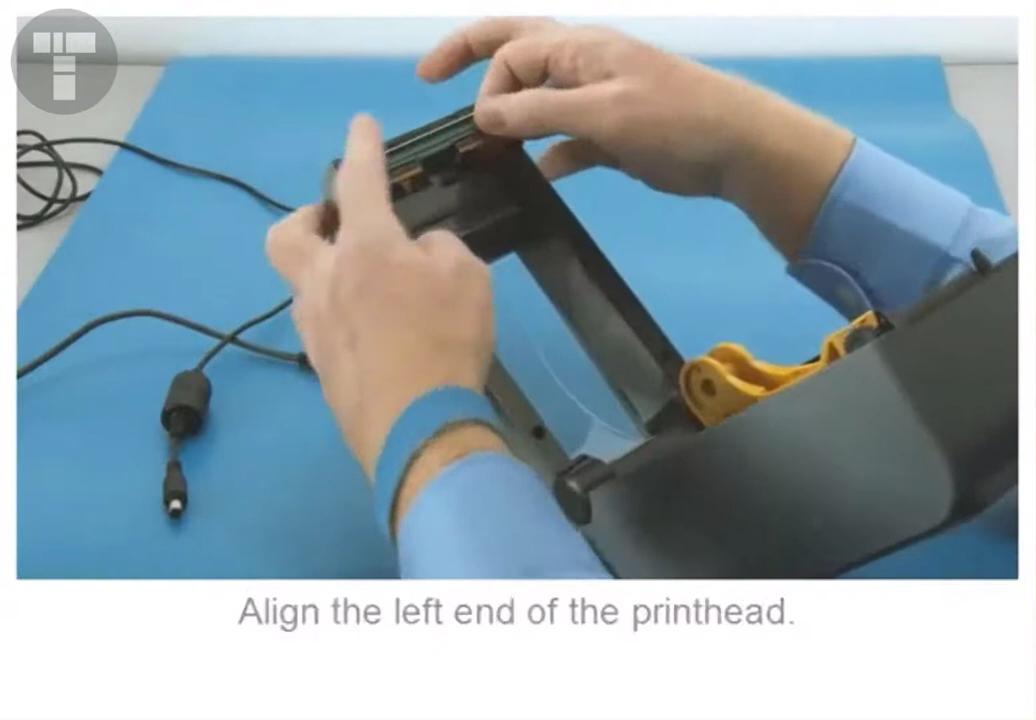 Align the left end of the printhead.